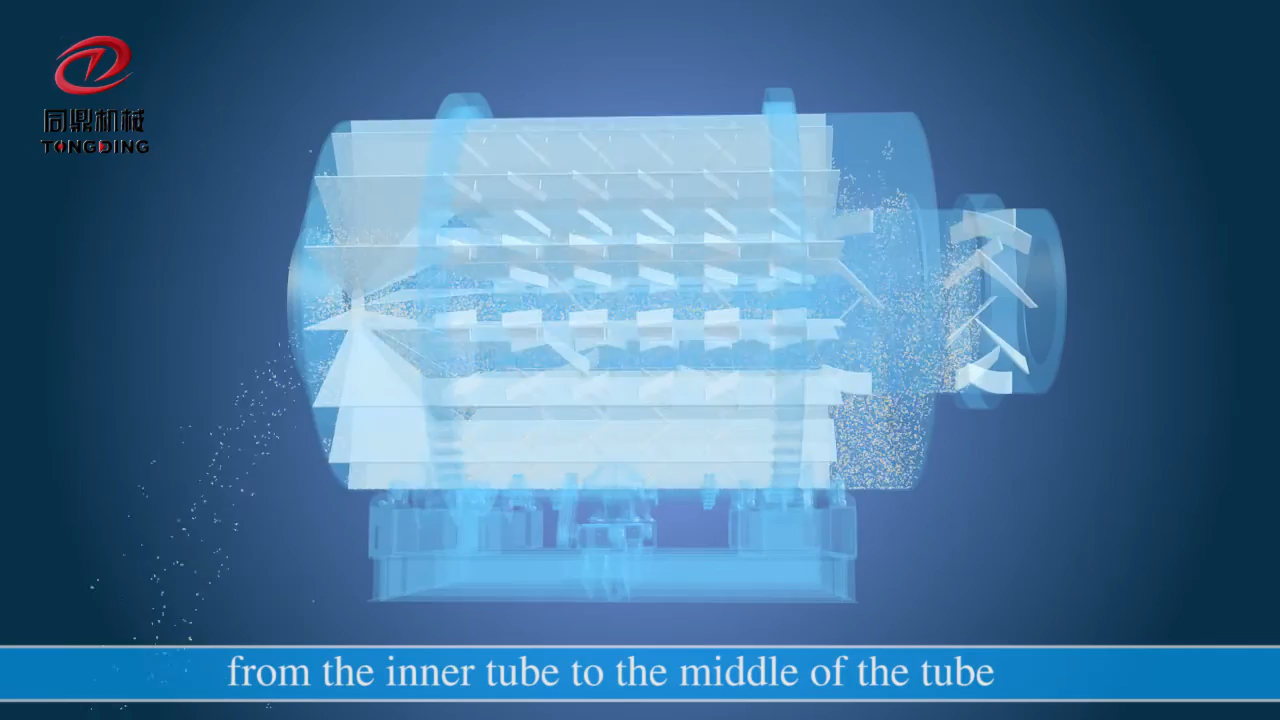 同鼎机械
TONGDING
from the inner tube to the middle of the tube